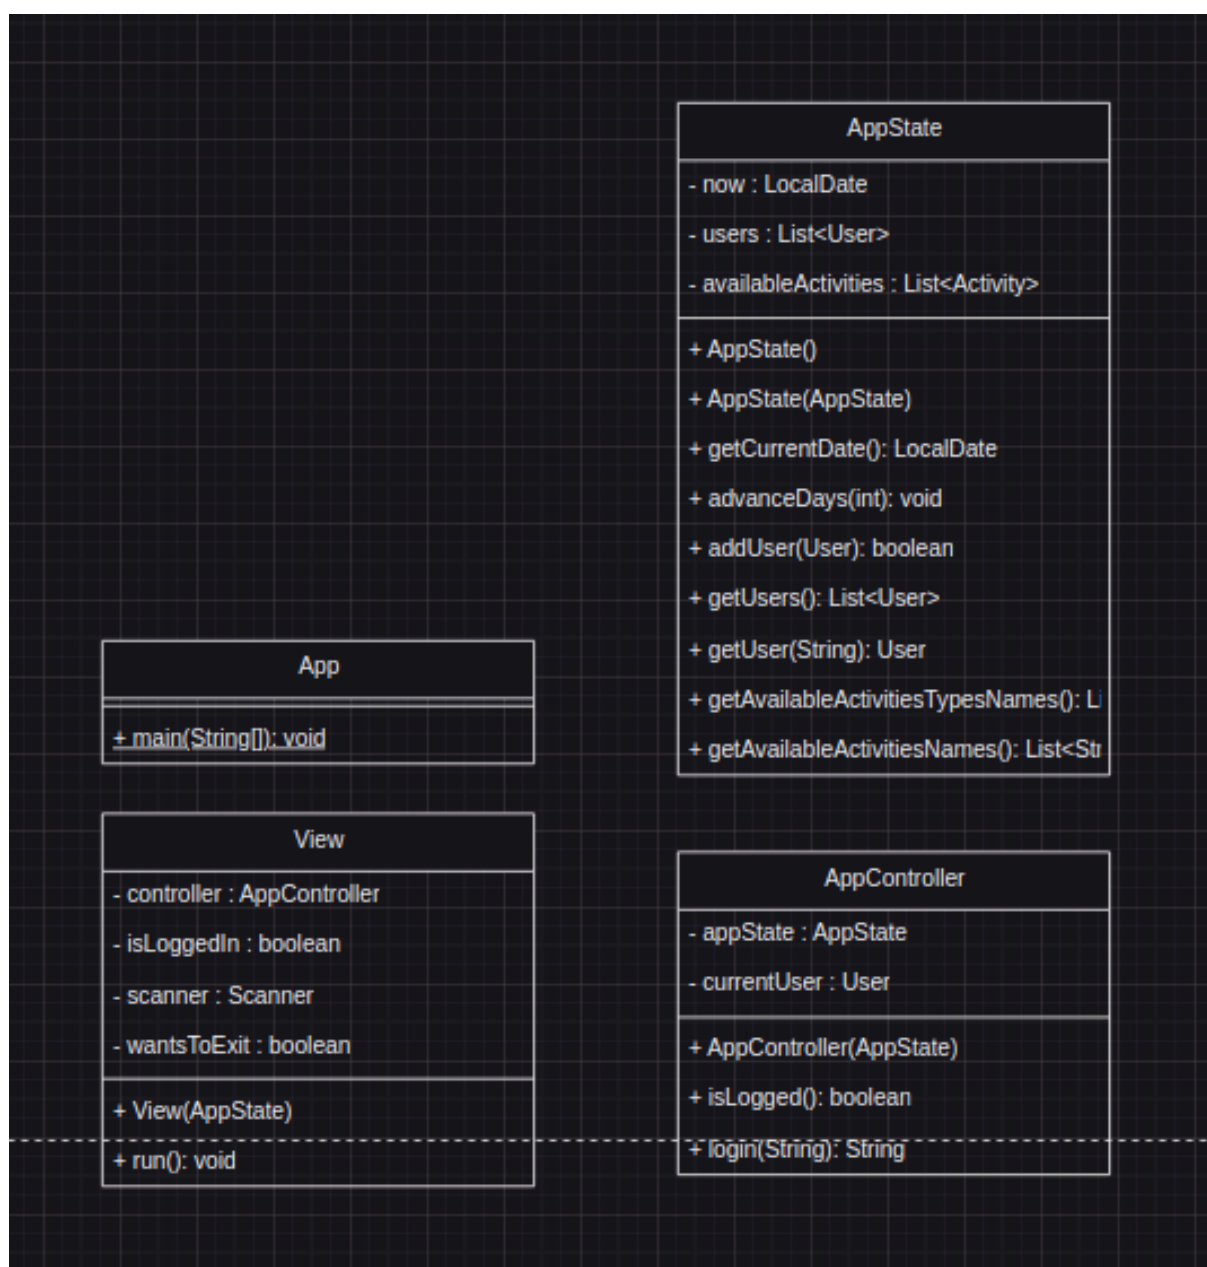 AppState
- now : LocalDate
- users : List<User>
- availableActivities : List<Activity>
+ AppState()
+ AppState(AppState)
+ getCurrentDate(): LocalDate
+ advanceDays(int): void
+ addUser(User): boolean
+ getUsers(): List<User>
+ getUser(String): User
+ getAvailableActivitiesTypesNames(): Li
+ getAvailableActivitiesNames(): List<Str
App
+ main(String[]): void
View
- controller : AppController
- isLoggedIn : boolean
- scanner : Scanner
- wantsToExit : boolean
+ View(AppState)
+ run(): void
AppController
- appState : AppState
- currentUser : User
+ AppController(AppState)
+ isLogged(): boolean
+ login(String): String